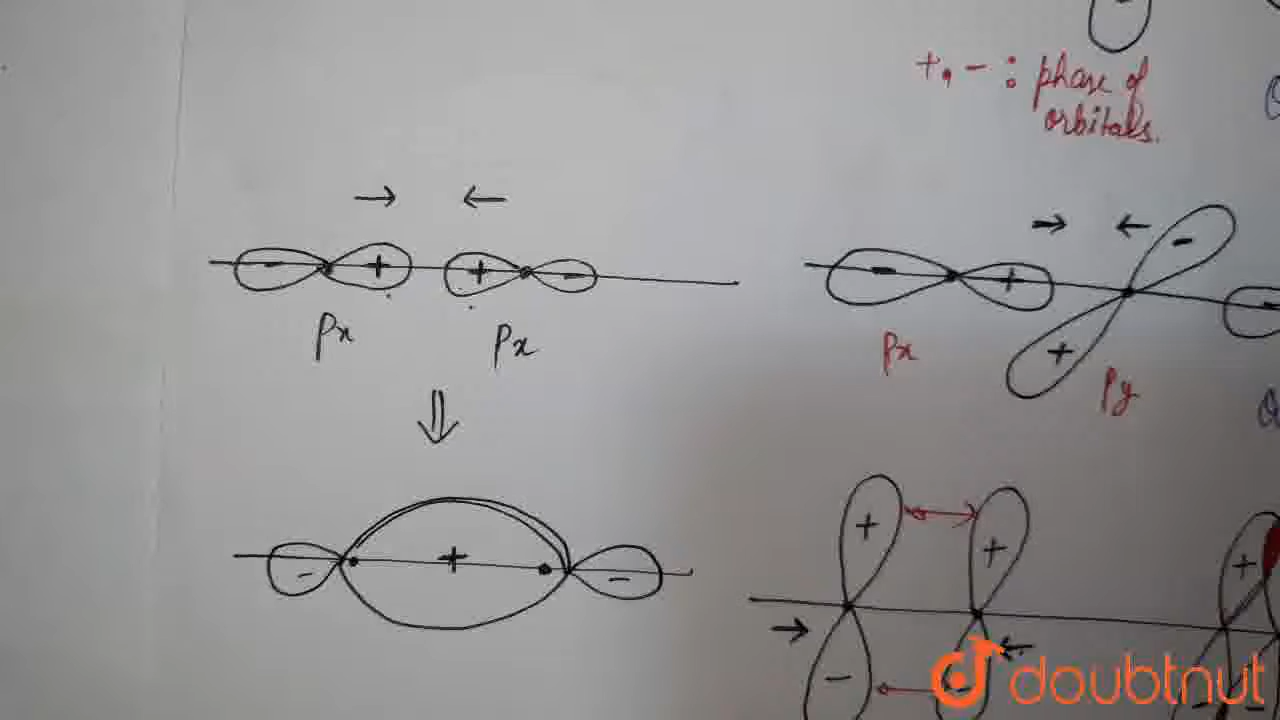 +, - : phase of
orbitals.
→ ←
- + + -
Px Px
⇓
- + -
→ ←
- + - + -
Px Py
+ + +
→ ←
- - - -
doubtnut